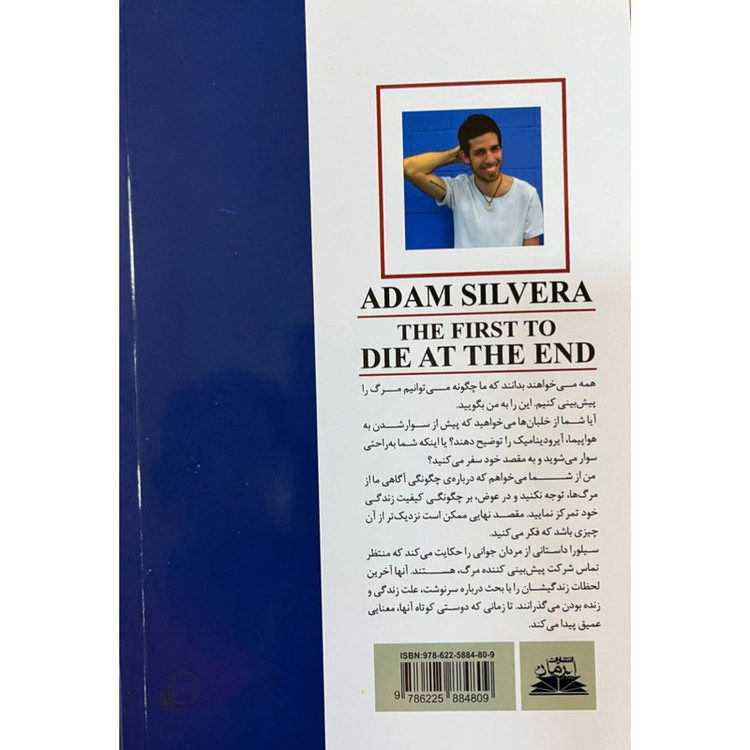 ADAM SILVERA
THE FIRST TO
DIE AT THE END
همه می‌خواهند بدانند که ما چگونه می‌توانیم مرگ را
پیش‌بینی کنیم. این را به من بگویید.
آیا شما از خلبان‌ها می‌خواهید که پیش از سوارشدن به
هواپیما، آیرودینامیک را توضیح دهند؟ یا اینکه شما به‌راحتی
سوار می‌شوید و به مقصد خود سفر می‌کنید؟
من از شما می‌خواهم که درباره‌ی چگونگی آگاهی ما از
مرگ‌ها، توجه نکنید و در عوض، بر چگونگی کیفیت زندگی
خود تمرکز نمایید. مقصد نهایی ممکن است نزدیک‌تر از آن
چیزی باشد که فکر می‌کنید.
سیلورا داستانی از مردان جوانی را حکایت می‌کند که منتظر
تماس شرکت پیش‌بینی کننده مرگ، هستند. آنها آخرین
لحظات زندگیشان را با بحث درباره سرنوشت، علت زندگی و
زنده بودن می‌گذرانند. تا زمانی که دوستی کوتاه آنها، معنایی
عمیق پیدا می‌کند.
ISBN:978-622-5884-80-9
9 786225 884809
انتشارات